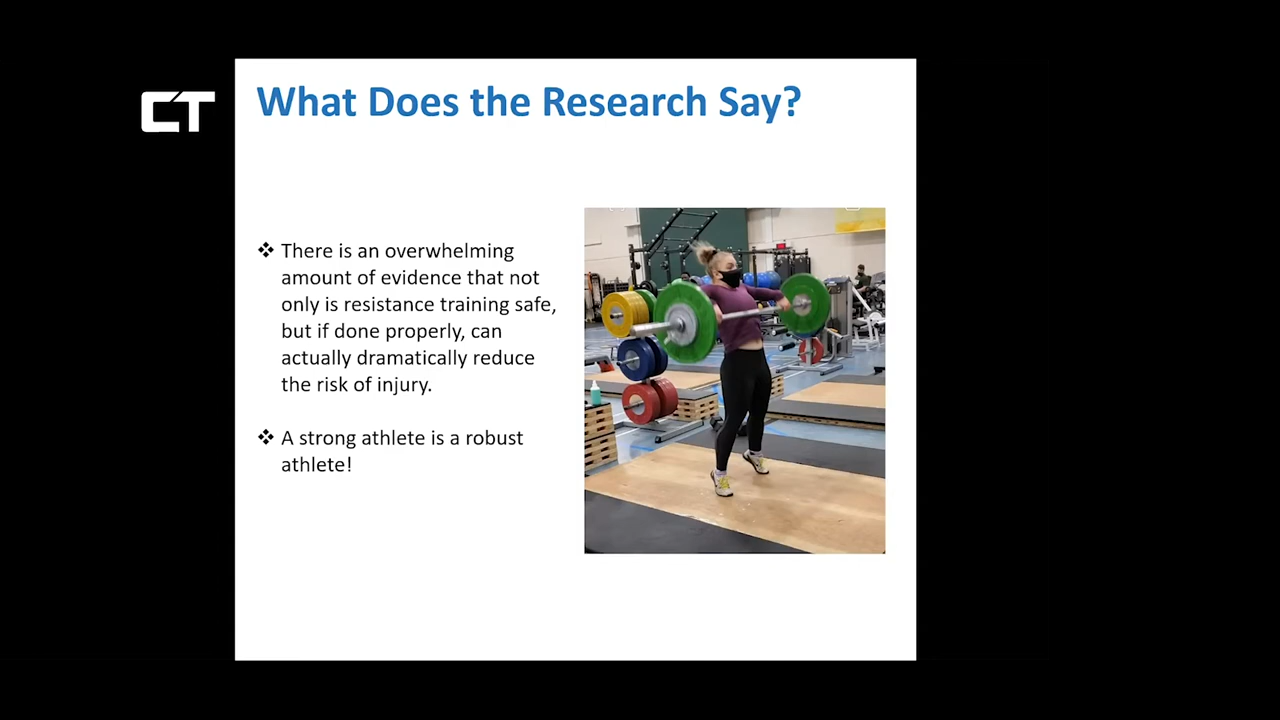 CT
What Does the Research Say?
❖ There is an overwhelming
amount of evidence that not
only is resistance training safe,
but if done properly, can
actually dramatically reduce
the risk of injury.
❖ A strong athlete is a robust
athlete!